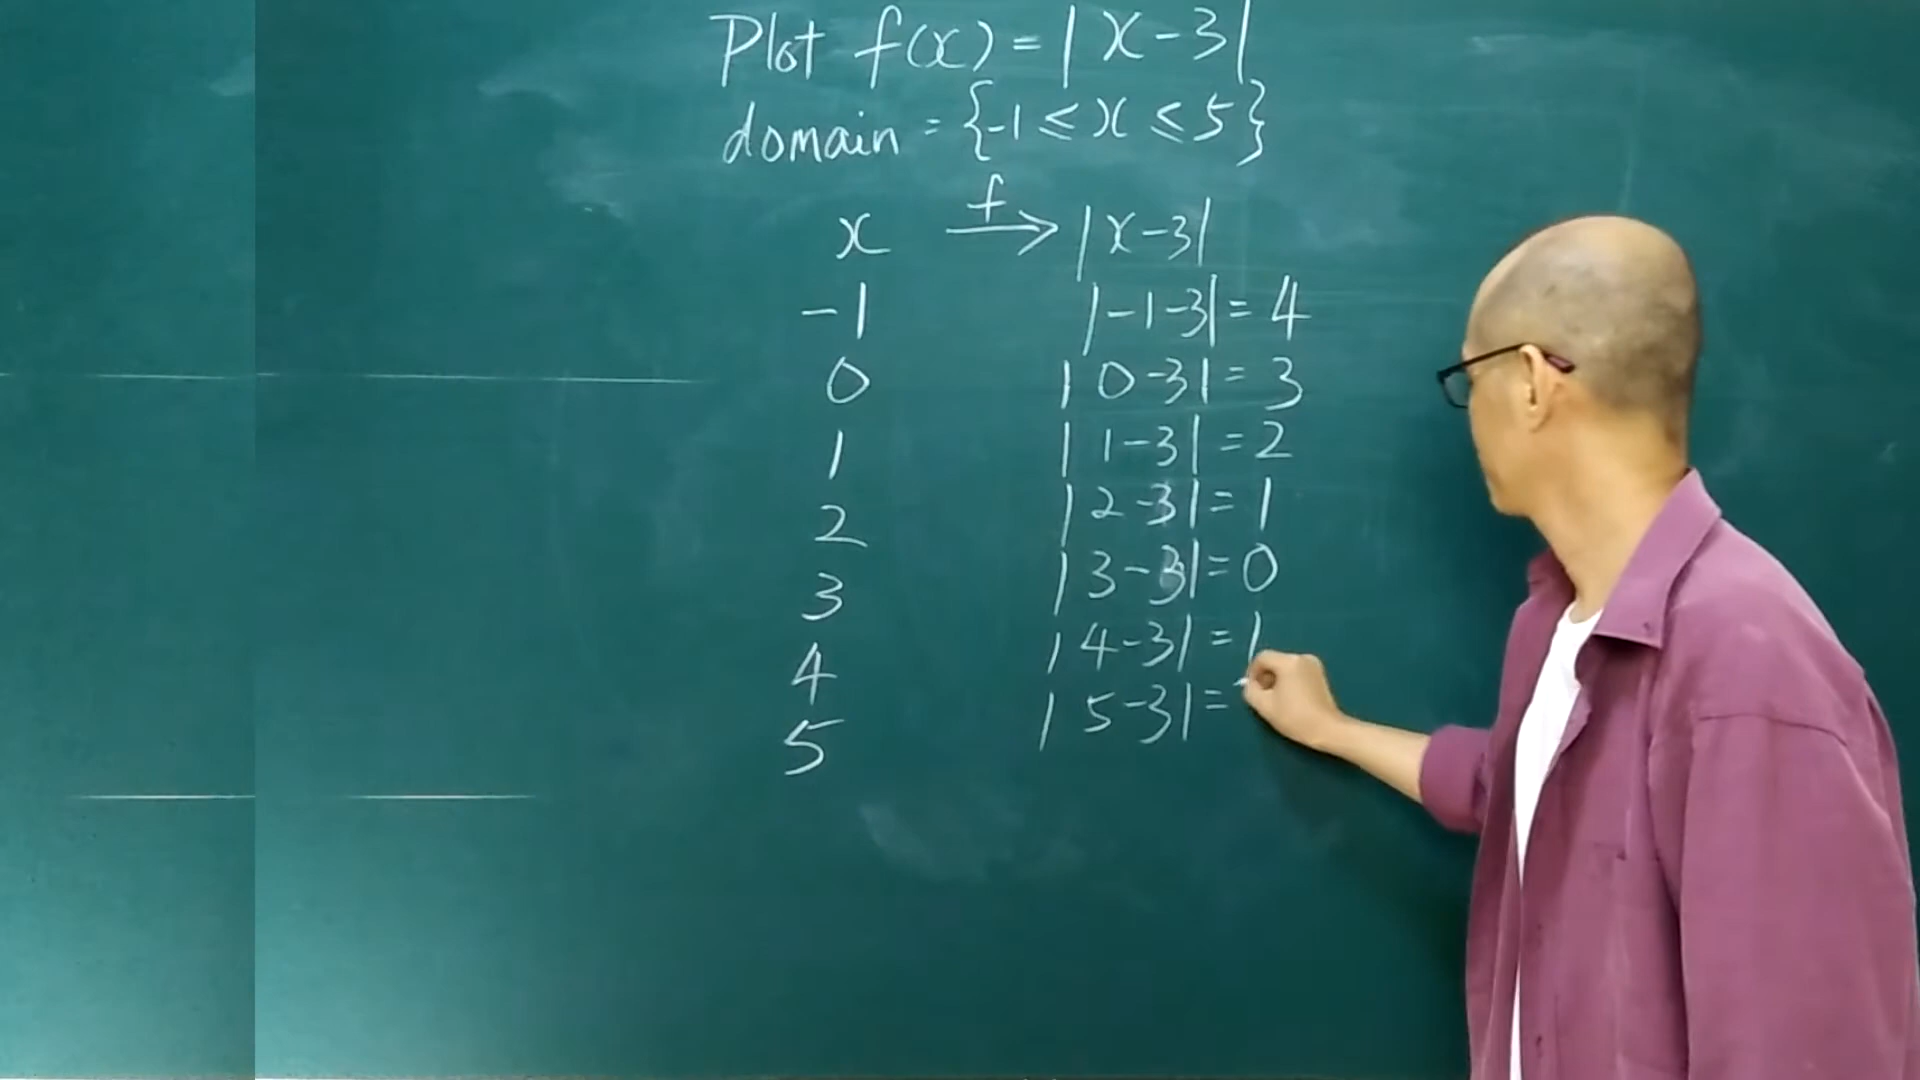 Plot f(x) = |x-3|
domain = {-1 ≤ x ≤ 5}
x f→ |x-3|
-1 |-1-3| = 4
0 |0-3| = 3
1 |1-3| = 2
2 |2-3| = 1
3 |3-3| = 0
4 |4-3| = 1
5 |5-3| =